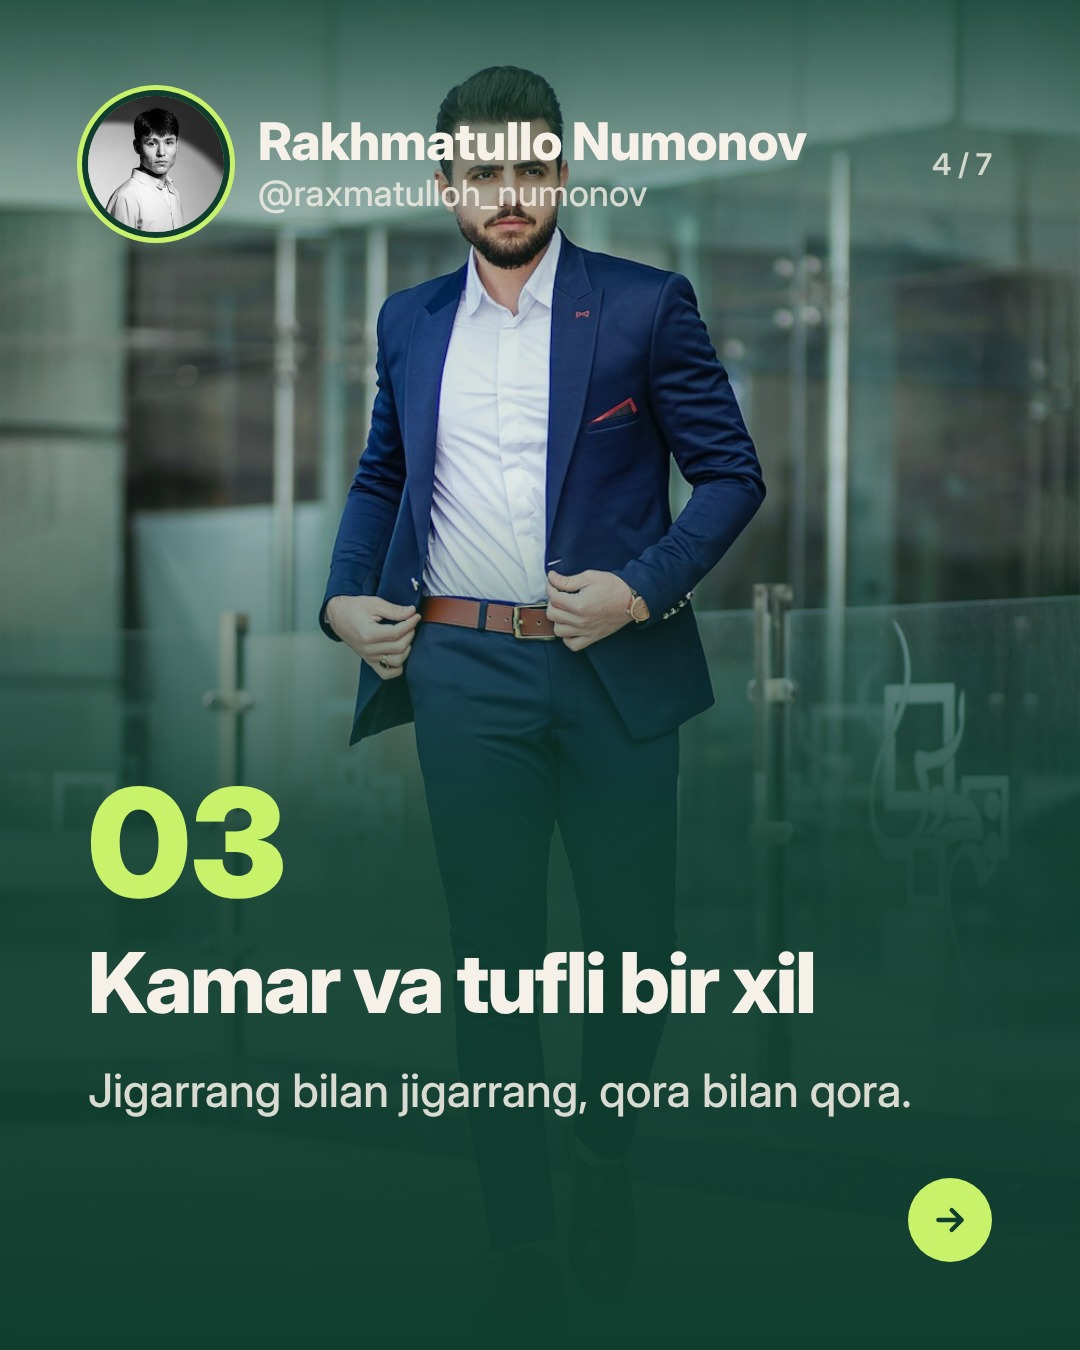 Rakhmatullo Numonov
@raxmatulloh_numonov
4 / 7
03
Kamar va tufli bir xil
Jigarrang bilan jigarrang, qora bilan qora.